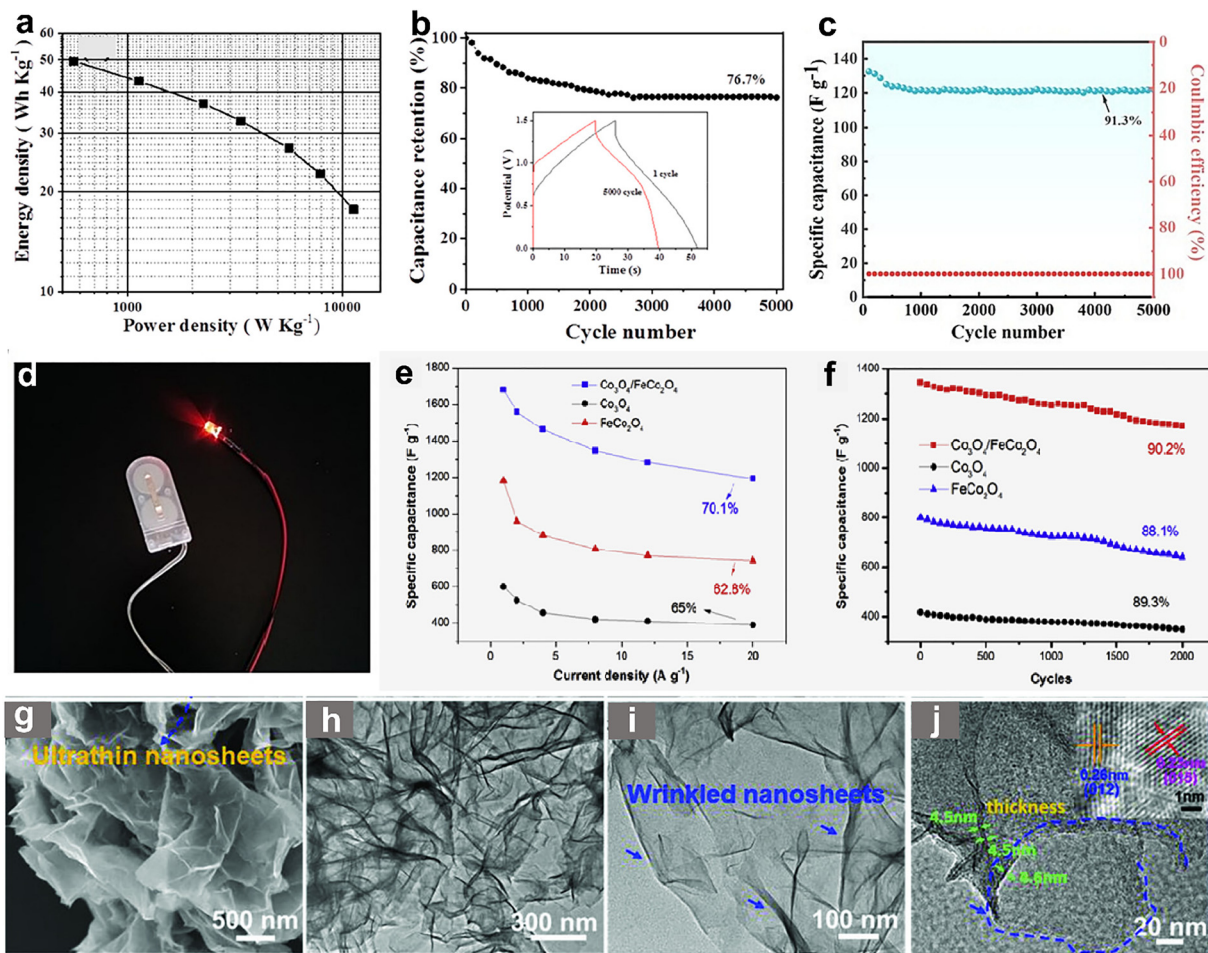 a
Energy density ( Wh Kg⁻¹)
60
50
40
30
20
10
1000
10000
Power density ( W Kg⁻¹)
b
Capacitance retention (%)
100
80
60
40
20
0
76.7%
Potential (V)
1.5
1.0
0.5
0.0
1 cycle
5000 cycle
0 10 20 30 40 50
Time (s)
0 1000 2000 3000 4000 5000
Cycle number
c
Specific capacitance (F g⁻¹)
140
120
100
80
60
40
20
0
91.3%
0
20
40
60
80
100
Coulmbic efficiency (%)
0 1000 2000 3000 4000 5000
Cycle number
d
e
Specific capacitance (F g⁻¹)
1800
1600
1400
1200
1000
800
600
400
Co₃O₄/FeCo₂O₄
Co₃O₄
FeCo₂O₄
70.1%
62.8%
65%
0 5 10 15 20
Current density (A g⁻¹)
f
Specific capacitance (F g⁻¹)
1400
1200
1000
800
600
400
200
0
Co₃O₄/FeCo₂O₄
Co₃O₄
FeCo₂O₄
90.2%
88.1%
89.3%
0 500 1000 1500 2000
Cycles
g
Ultrathin nanosheets
500 nm
h
300 nm
i
Wrinkled nanosheets
100 nm
j
0.26nm
(012)
(015)
1nm
thickness
4.5nm
4.5nm
4.6nm
20 nm